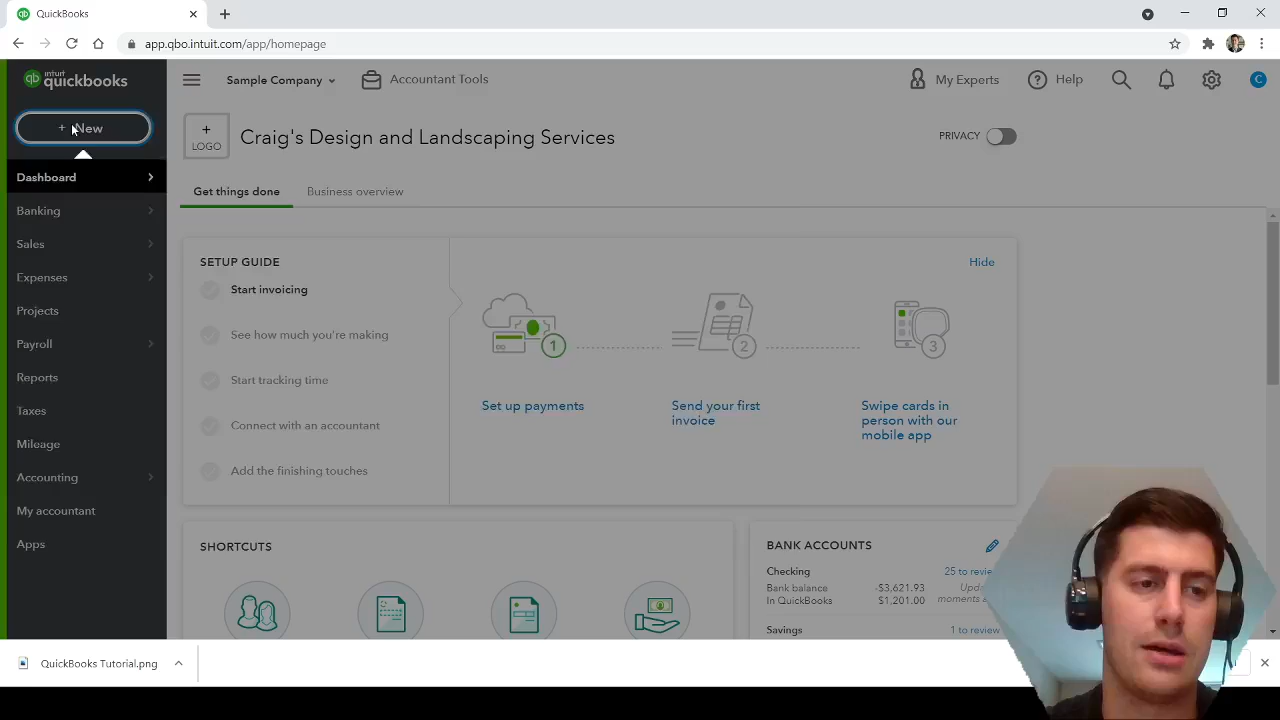 QuickBooks
app.qbo.intuit.com/app/homepage
intuit
quickbooks
Sample Company
Accountant Tools
My Experts
Help
C
+ New
+
LOGO
Craig's Design and Landscaping Services
PRIVACY
Dashboard
Banking
Sales
Expenses
Projects
Payroll
Reports
Taxes
Mileage
Accounting
My accountant
Apps
Get things done
Business overview
SETUP GUIDE
Hide
Start invoicing
See how much you're making
Start tracking time
Connect with an accountant
Add the finishing touches
1
2
3
Set up payments
Send your first
invoice
Swipe cards in
person with our
mobile app
SHORTCUTS
BANK ACCOUNTS
Checking
25 to review
Bank balance
-$3,621.93
In QuickBooks
$1,201.00
moments
Savings
1 to review
QuickBooks Tutorial.png